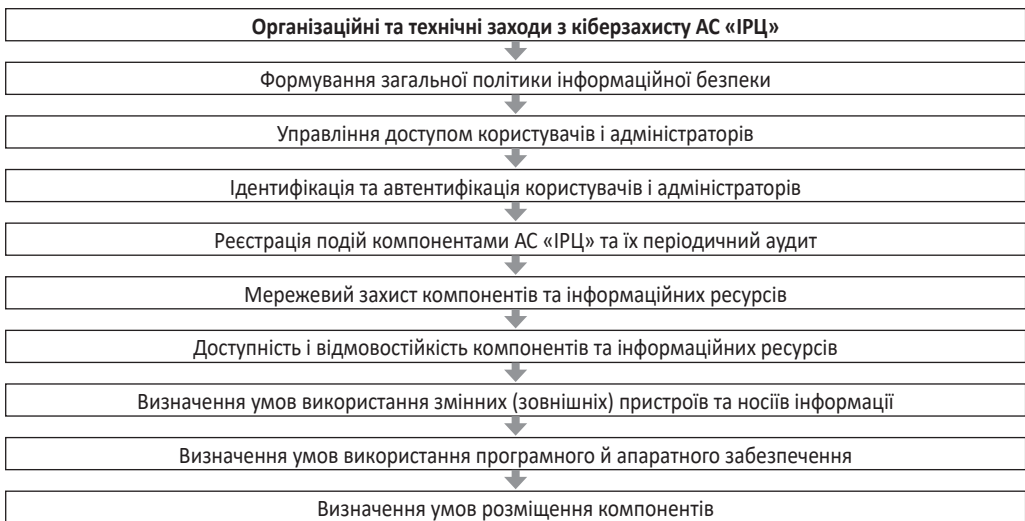 Організаційні та технічні заходи з кіберзахисту АС «ІРЦ»
Формування загальної політики інформаційної безпеки
Управління доступом користувачів і адміністраторів
Ідентифікація та автентифікація користувачів і адміністраторів
Реєстрація подій компонентами АС «ІРЦ» та їх періодичний аудит
Мережевий захист компонентів та інформаційних ресурсів
Доступність і відмовостійкість компонентів та інформаційних ресурсів
Визначення умов використання змінних (зовнішніх) пристроїв та носіїв інформації
Визначення умов використання програмного й апаратного забезпечення
Визначення умов розміщення компонентів